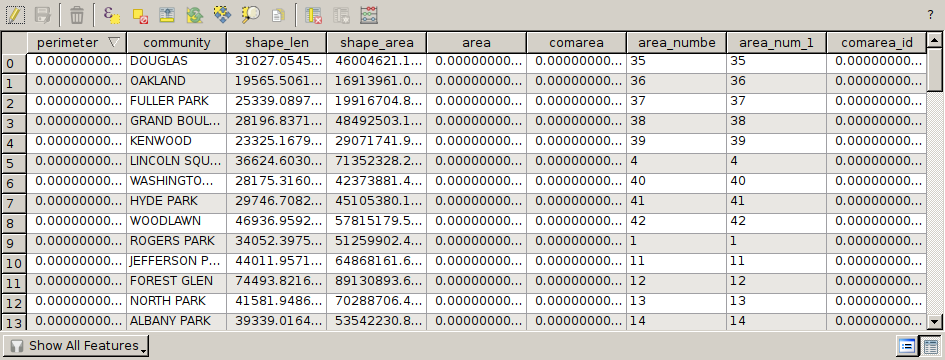 ?
perimeter community shape_len shape_area area comarea area_numbe area_num_1 comarea_id
0 0.00000000... DOUGLAS 31027.0545... 46004621.1... 0.00000000... 0.00000000... 35 35 0.00000000...
1 0.00000000... OAKLAND 19565.5061... 16913961.0... 0.00000000... 0.00000000... 36 36 0.00000000...
2 0.00000000... FULLER PARK 25339.0897... 19916704.8... 0.00000000... 0.00000000... 37 37 0.00000000...
3 0.00000000... GRAND BOUL... 28196.8371... 48492503.1... 0.00000000... 0.00000000... 38 38 0.00000000...
4 0.00000000... KENWOOD 23325.1679... 29071741.9... 0.00000000... 0.00000000... 39 39 0.00000000...
5 0.00000000... LINCOLN SQU... 36624.6030... 71352328.2... 0.00000000... 0.00000000... 4 4 0.00000000...
6 0.00000000... WASHINGTO... 28175.3160... 42373881.4... 0.00000000... 0.00000000... 40 40 0.00000000...
7 0.00000000... HYDE PARK 29746.7082... 45105380.1... 0.00000000... 0.00000000... 41 41 0.00000000...
8 0.00000000... WOODLAWN 46936.9592... 57815179.5... 0.00000000... 0.00000000... 42 42 0.00000000...
9 0.00000000... ROGERS PARK 34052.3975... 51259902.4... 0.00000000... 0.00000000... 1 1 0.00000000...
10 0.00000000... JEFFERSON P... 44011.9571... 64868161.6... 0.00000000... 0.00000000... 11 11 0.00000000...
11 0.00000000... FOREST GLEN 74493.8216... 89130893.6... 0.00000000... 0.00000000... 12 12 0.00000000...
12 0.00000000... NORTH PARK 41581.9486... 70288706.4... 0.00000000... 0.00000000... 13 13 0.00000000...
13 0.00000000... ALBANY PARK 39339.0164... 53542230.8... 0.00000000... 0.00000000... 14 14 0.00000000...
Show All Features